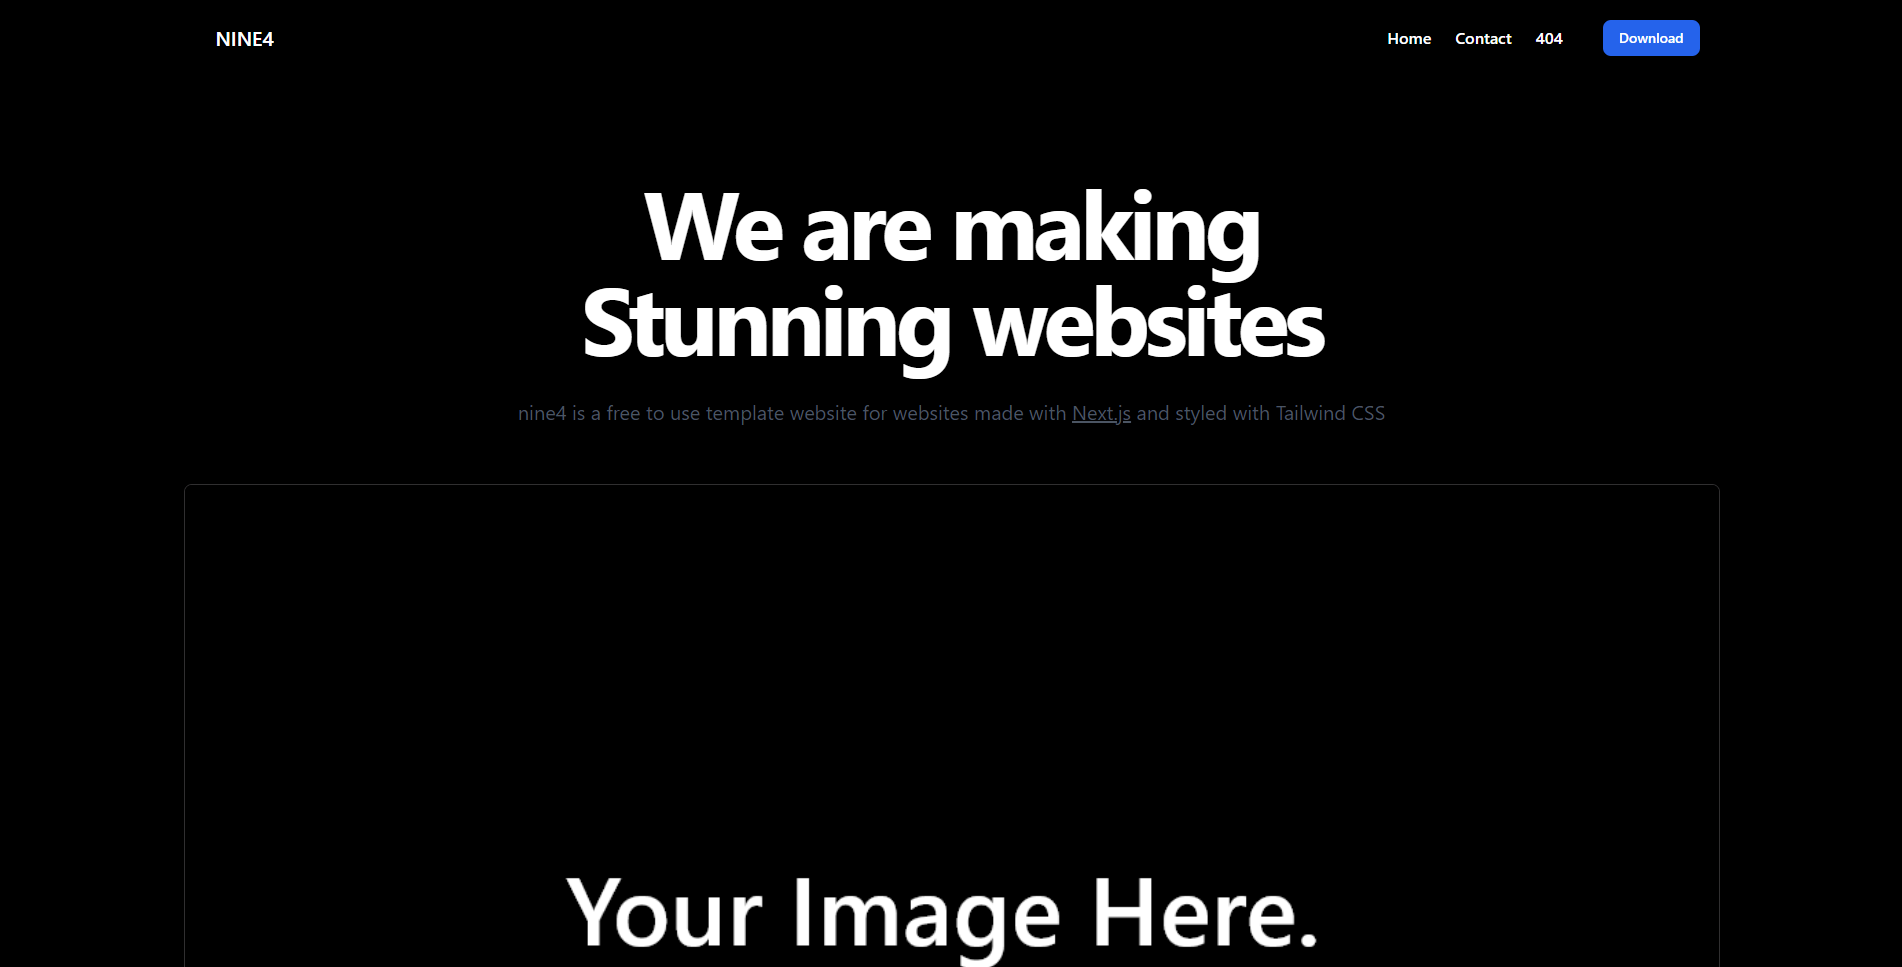 NINE4
Home Contact 404 Download
We are making
Stunning websites
nine4 is a free to use template website for websites made with Next.js and styled with Tailwind CSS
Your Image Here.